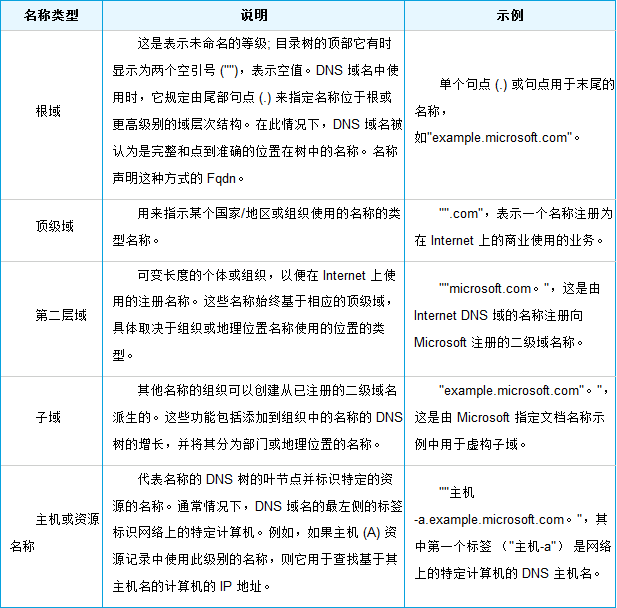 名称类型
说明
示例
根域
这是表示未命名的等级; 目录树的顶部它有时
显示为两个空引号 (""),表示空值。DNS 域名中使
用时，它规定由尾部句点 (.) 来指定名称位于根或
更高级别的域层次结构。在此情况下，DNS 域名被
认为是完整和点到准确的位置在树中的名称。名称
声明这种方式的 Fqdn。
单个句点 (.) 或句点用于末尾的
名称，
如"example.microsoft.com"。
顶级域
用来指示某个国家/地区或组织使用的名称的类
型名称。
"".com"，表示一个名称注册为
在 Internet 上的商业使用的业务。
第二层域
可变长度的个体或组织，以便在 Internet 上使
用的注册名称。这些名称始终基于相应的顶级域，
具体取决于组织或地理位置名称使用的位置的类
型。
""microsoft.com。"，这是由
Internet DNS 域的名称注册向
Microsoft 注册的二级域名称。
子域
其他名称的组织可以创建从已注册的二级域名
派生的。这些功能包括添加到组织中的名称的 DNS
树的增长，并将其分为部门或地理位置的名称。
"example.microsoft.com"。"，
这是由 Microsoft 指定文档名称示
例中用于虚构子域。
主机或资源
名称
代表名称的 DNS 树的叶节点并标识特定的资
源的名称。通常情况下，DNS 域名的最左侧的标签
标识网络上的特定计算机。例如，如果主机 (A) 资
源记录中使用此级别的名称，则它用于查找基于其
主机名的计算机的 IP 地址。
""主机
-a.example.microsoft.com。"，其
中第一个标签 （"主机-a"） 是网络
上的特定计算机的 DNS 主机名。